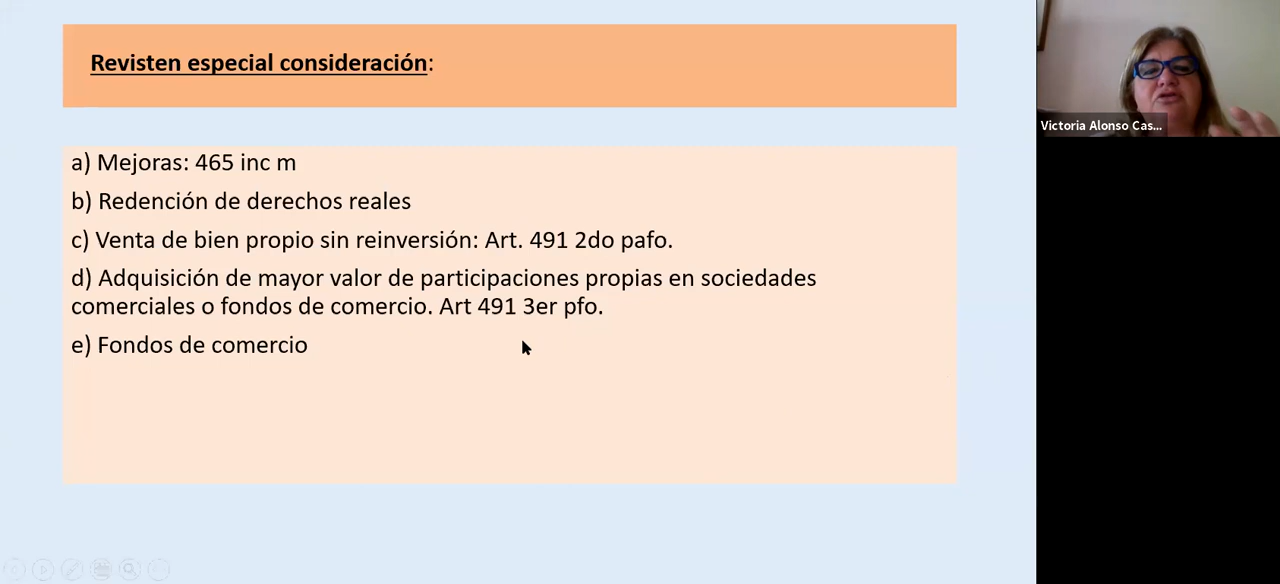 Revisten especial consideración:
a) Mejoras: 465 inc m
b) Redención de derechos reales
c) Venta de bien propio sin reinversión: Art. 491 2do pafo.
d) Adquisición de mayor valor de participaciones propias en sociedades
comerciales o fondos de comercio. Art 491 3er pfo.
e) Fondos de comercio
Victoria Alonso Cas...